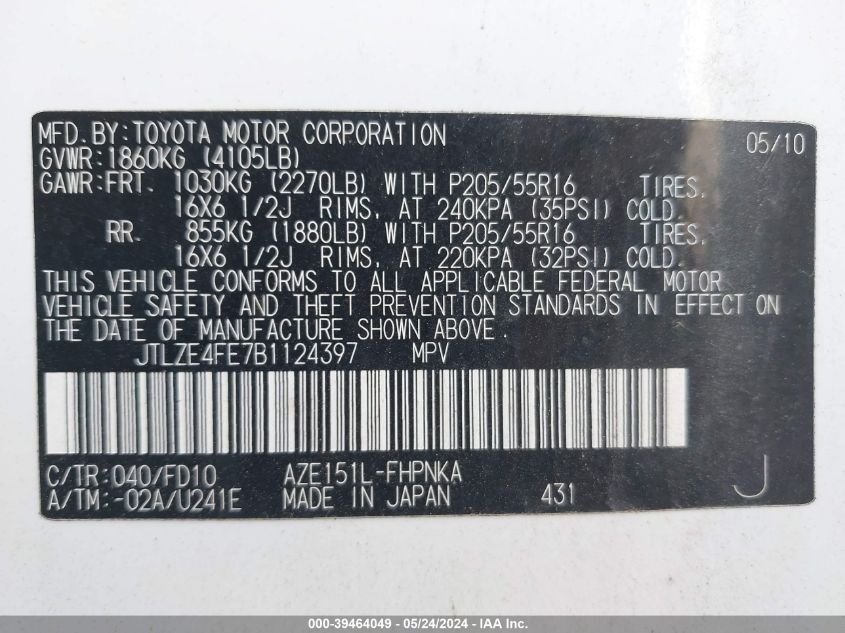 MFD. BY: TOYOTA MOTOR CORPORATION 05/10
GVWR: 1860KG (4105LB)
GAWR: FRT. 1030KG (2270LB) WITH P205/55R16 TIRES,
16X6 1/2J RIMS, AT 240KPA (35PSI) COLD.
RR. 855KG (1880LB) WITH P205/55R16 TIRES,
16X6 1/2J RIMS, AT 220KPA (32PSI) COLD.
THIS VEHICLE CONFORMS TO ALL APPLICABLE FEDERAL MOTOR
VEHICLE SAFETY AND THEFT PREVENTION STANDARDS IN EFFECT ON
THE DATE OF MANUFACTURE SHOWN ABOVE.
JTLZE4FE7B1124397 MPV
C/TR: 040/FD10 AZE151L-FHPNKA
A/TM: -02A/U241E MADE IN JAPAN 431 J
000-39464049 - 05/24/2024 - IAA Inc.